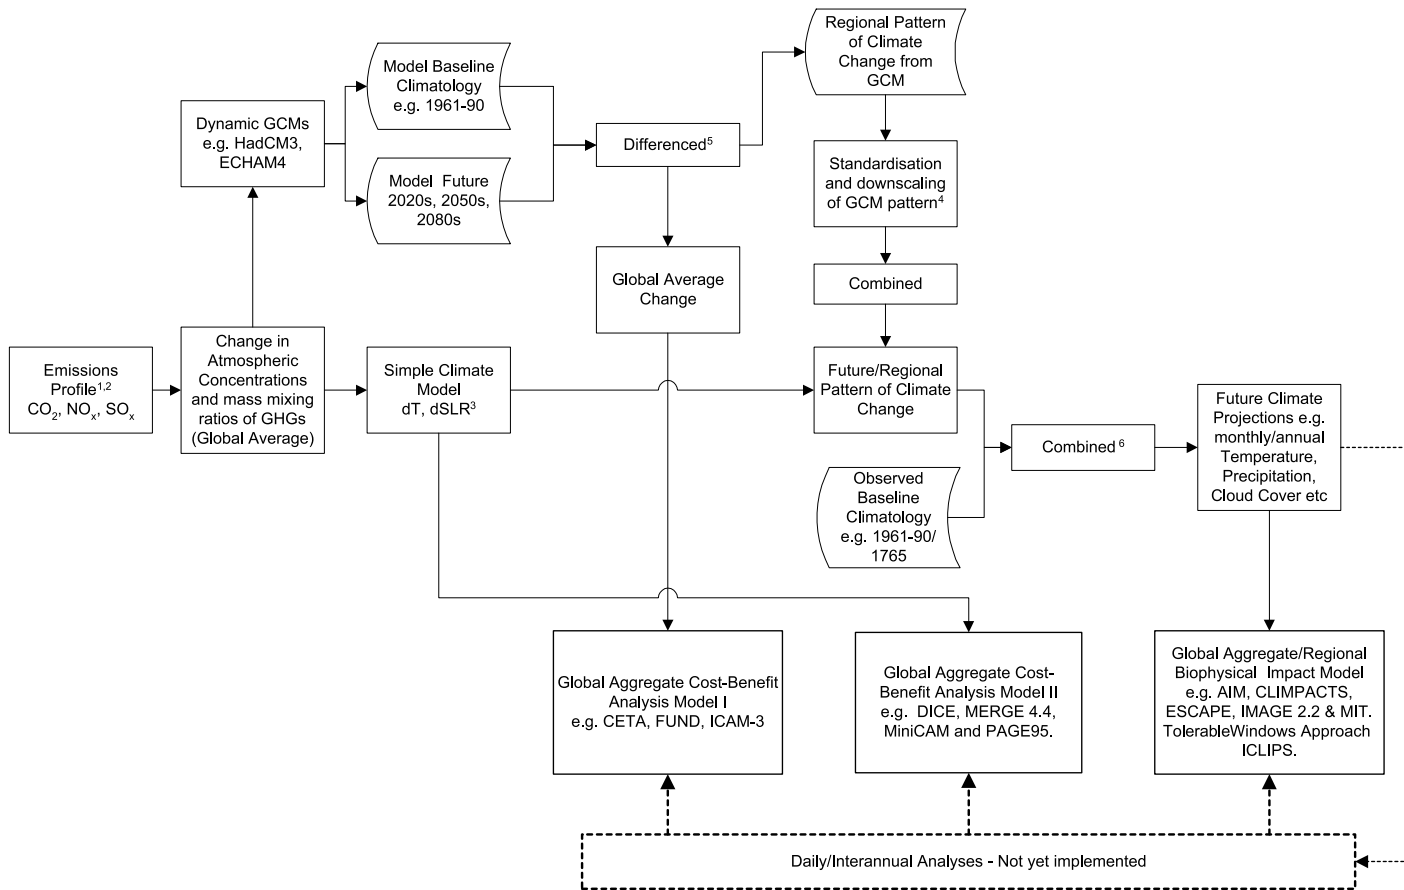 Regional Pattern
of Climate
Change from
GCM
Model Baseline
Climatology
e.g. 1961-90
Dynamic GCMs
e.g. HadCM3,
ECHAM4
Differenced⁵
Model Future
2020s, 2050s,
2080s
Standardisation
and downscaling
of GCM pattern⁴
Global Average
Change
Combined
Emissions
Profile¹,²
CO₂, NOₓ, SOₓ
Change in
Atmospheric
Concentrations
and mass mixing
ratios of GHGs
(Global Average)
Simple Climate
Model
dT, dSLR³
Future/Regional
Pattern of Climate
Change
Combined ⁶
Future Climate
Projections e.g.
monthly/annual
Temperature,
Precipitation,
Cloud Cover etc
Observed
Baseline
Climatology
e.g. 1961-90/
1765
Global Aggregate Cost-Benefit
Analysis Model I
e.g. CETA, FUND, ICAM-3
Global Aggregate Cost-
Benefit Analysis Model II
e.g. DICE, MERGE 4.4,
MiniCAM and PAGE95.
Global Aggregate/Regional
Biophysical Impact Model
e.g. AIM, CLIMPACTS,
ESCAPE, IMAGE 2.2 & MIT.
TolerableWindows Approach
ICLIPS.
Daily/Interannual Analyses - Not yet implemented